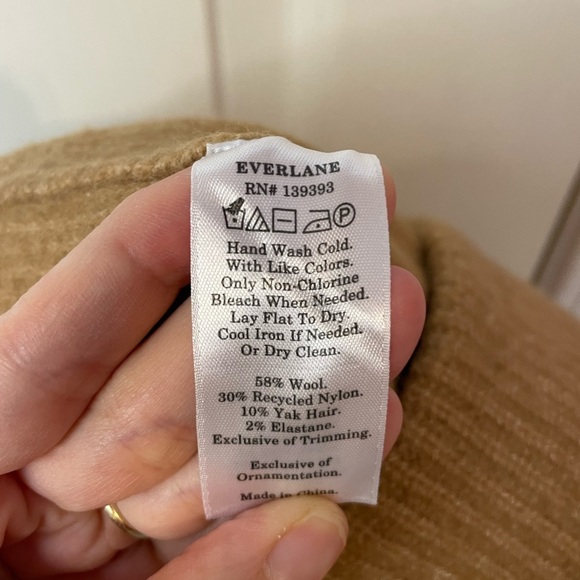 EVERLANE
RN# 139393
P
Hand Wash Cold.
With Like Colors.
Only Non-Chlorine
Bleach When Needed.
Lay Flat To Dry.
Cool Iron If Needed.
Or Dry Clean.
58% Wool.
30% Recycled Nylon.
10% Yak Hair.
2% Elastane.
Exclusive of Trimming.
Exclusive of
Ornamentation.
Made in China.